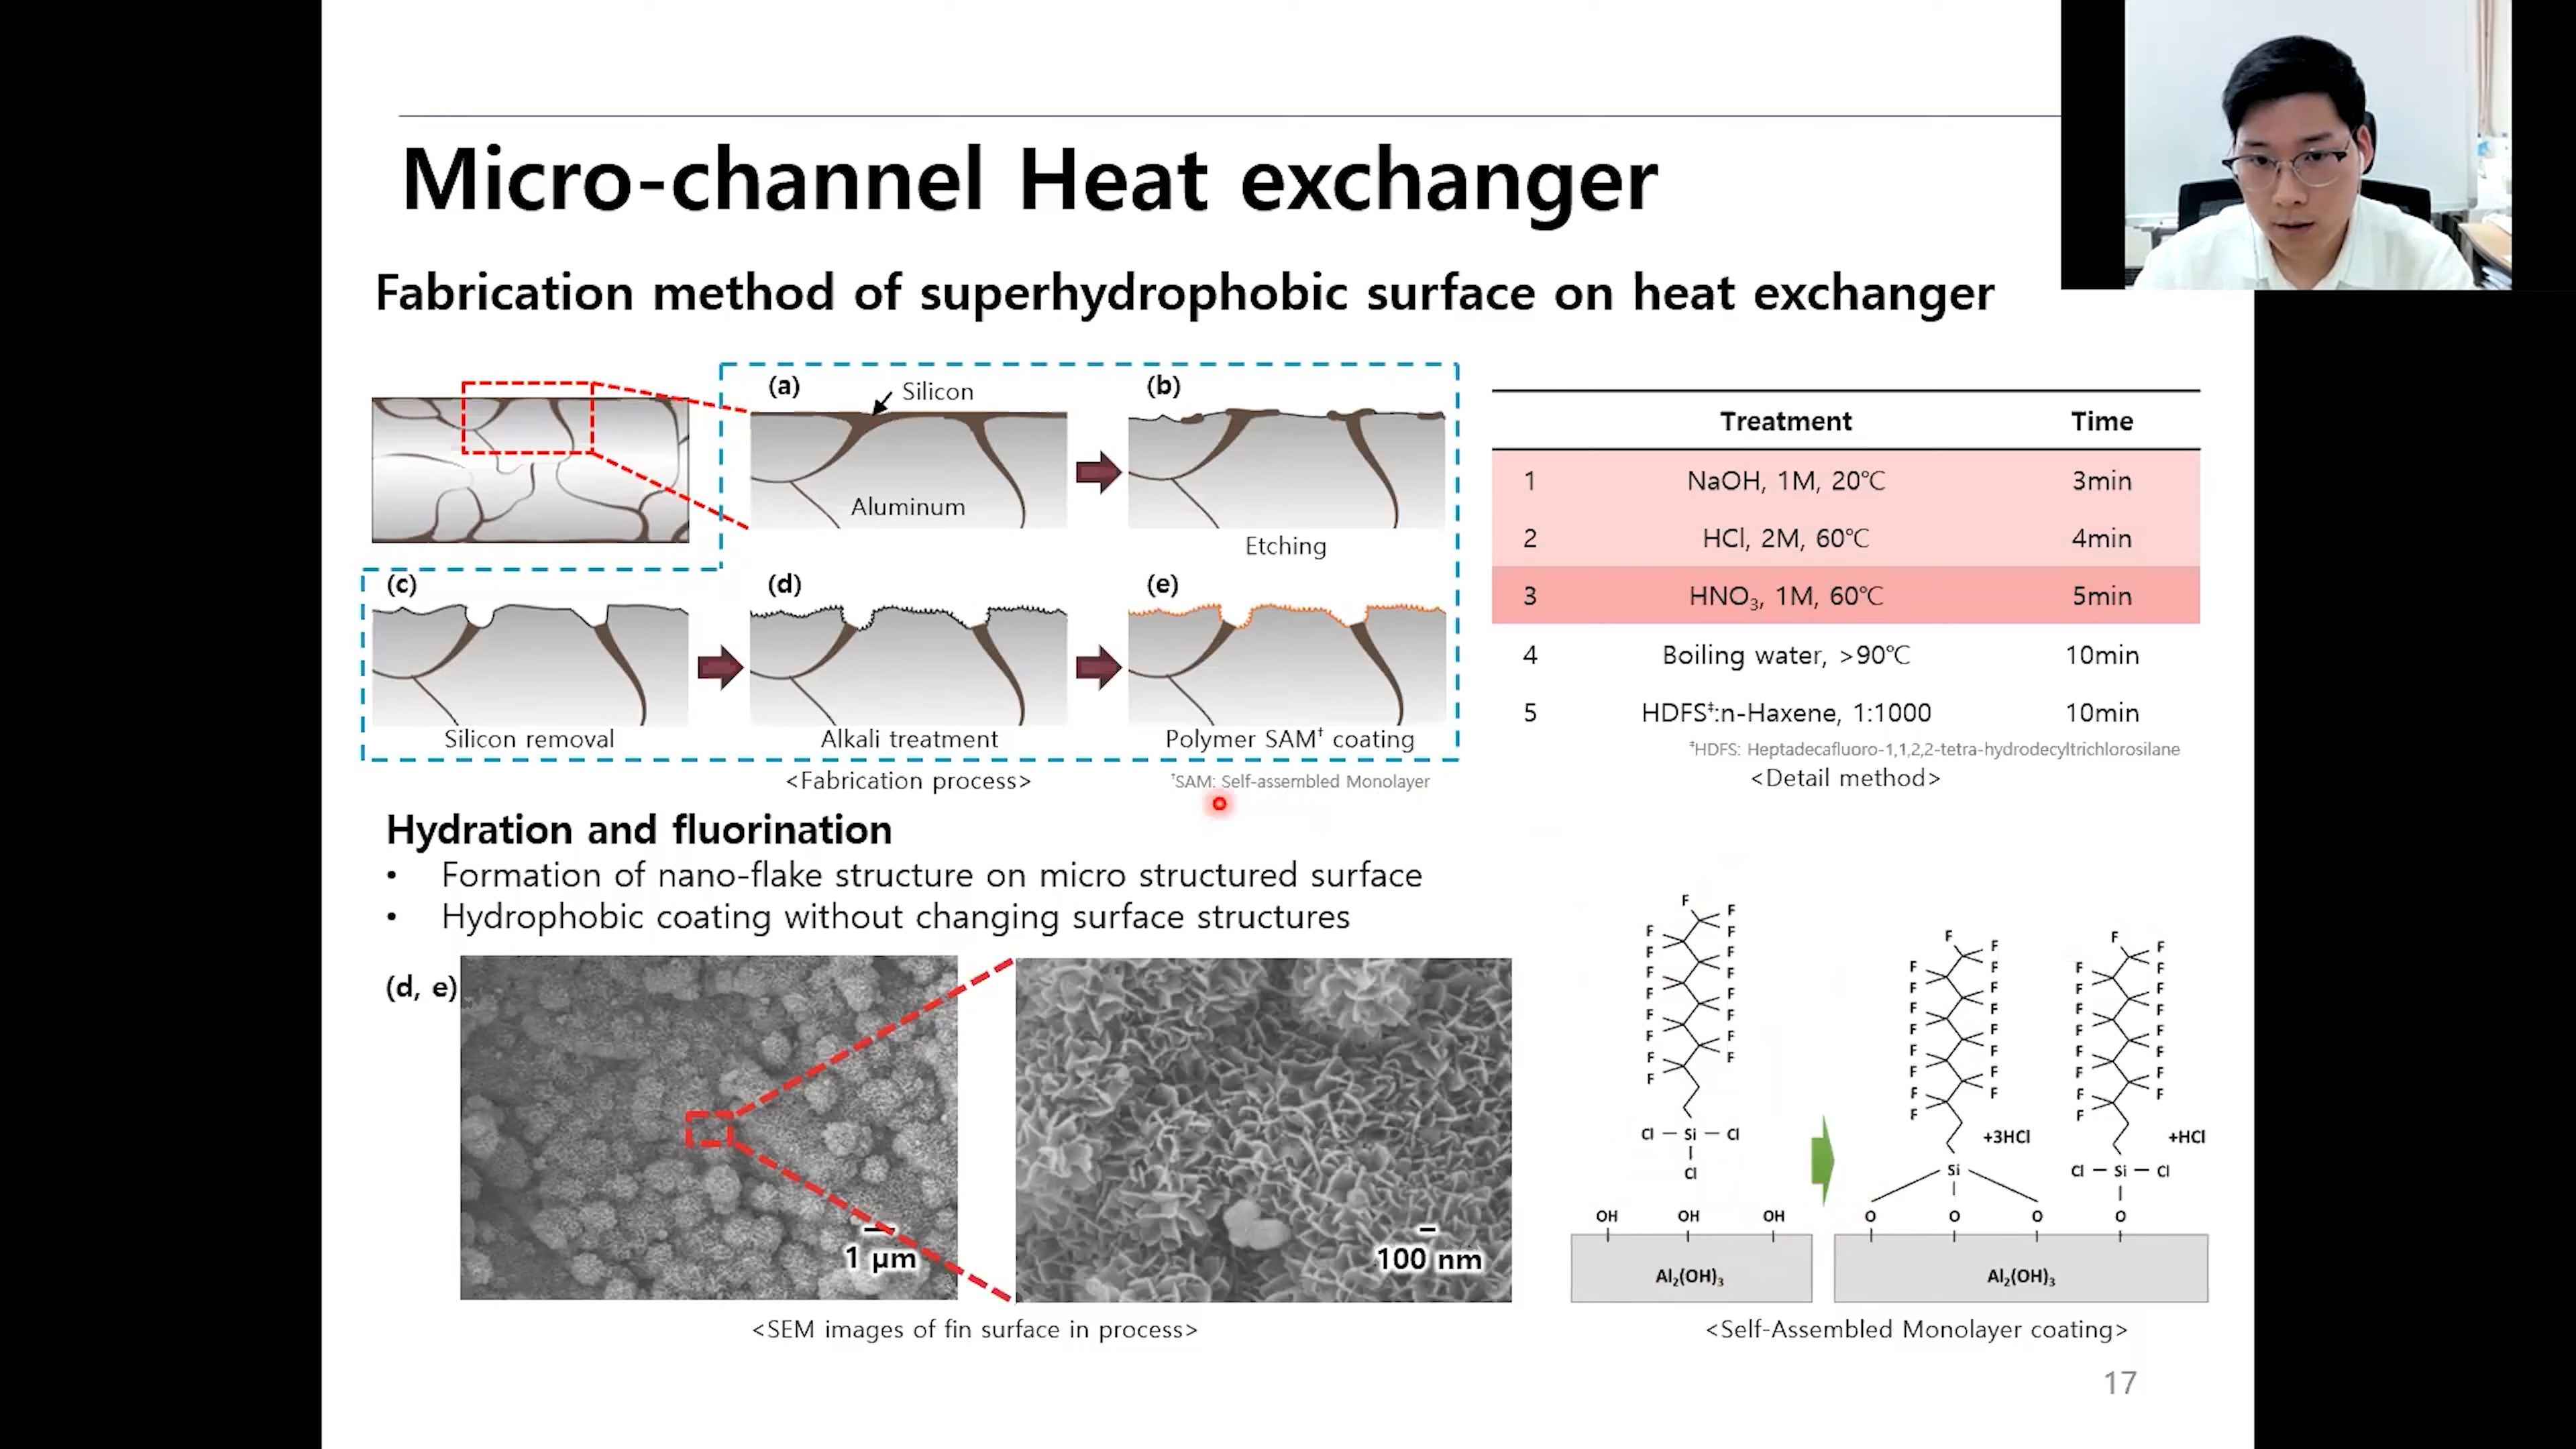 Micro-channel Heat exchanger
Fabrication method of superhydrophobic surface on heat exchanger
(a)
Silicon
Aluminum
(b)
Etching
(c)
Silicon removal
(d)
Alkali treatment
(e)
Polymer SAM† coating
<Fabrication process>
†SAM: Self-assembled Monolayer
Treatment Time
1 NaOH, 1M, 20℃ 3min
2 HCl, 2M, 60℃ 4min
3 HNO₃, 1M, 60℃ 5min
4 Boiling water, >90℃ 10min
5 HDFS‡:n-Haxene, 1:1000 10min
‡HDFS: Heptadecafluoro-1,1,2,2-tetra-hydrodecyltrichlorosilane
<Detail method>
Hydration and fluorination
• Formation of nano-flake structure on micro structured surface
• Hydrophobic coating without changing surface structures
(d, e)
1 μm
100 nm
<SEM images of fin surface in process>
F
F F
F F
F F
F F
F F
F F
F F
F
Cl Si Cl
Cl
OH OH OH
Al₂(OH)₃
F
F F
F F
F F
F F
F F
F F
F F
F
+3HCl
Si
O O O
F
F F
F F
F F
F F
F F
F F
F F
F
+HCl
Cl Si Cl
O
Al₂(OH)₃
<Self-Assembled Monolayer coating>
17